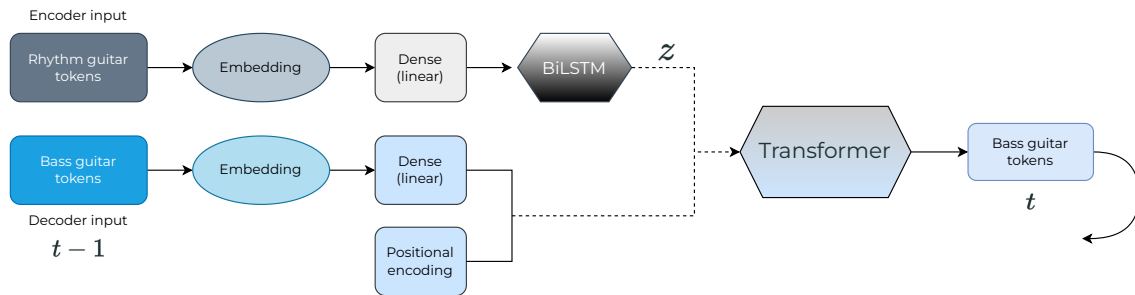 Encoder input
Rhythm guitar
tokens
Embedding
Dense
(linear)
BiLSTM
z
Bass guitar
tokens
Embedding
Dense
(linear)
Transformer
Bass guitar
tokens
t
Decoder input
t − 1
Positional
encoding